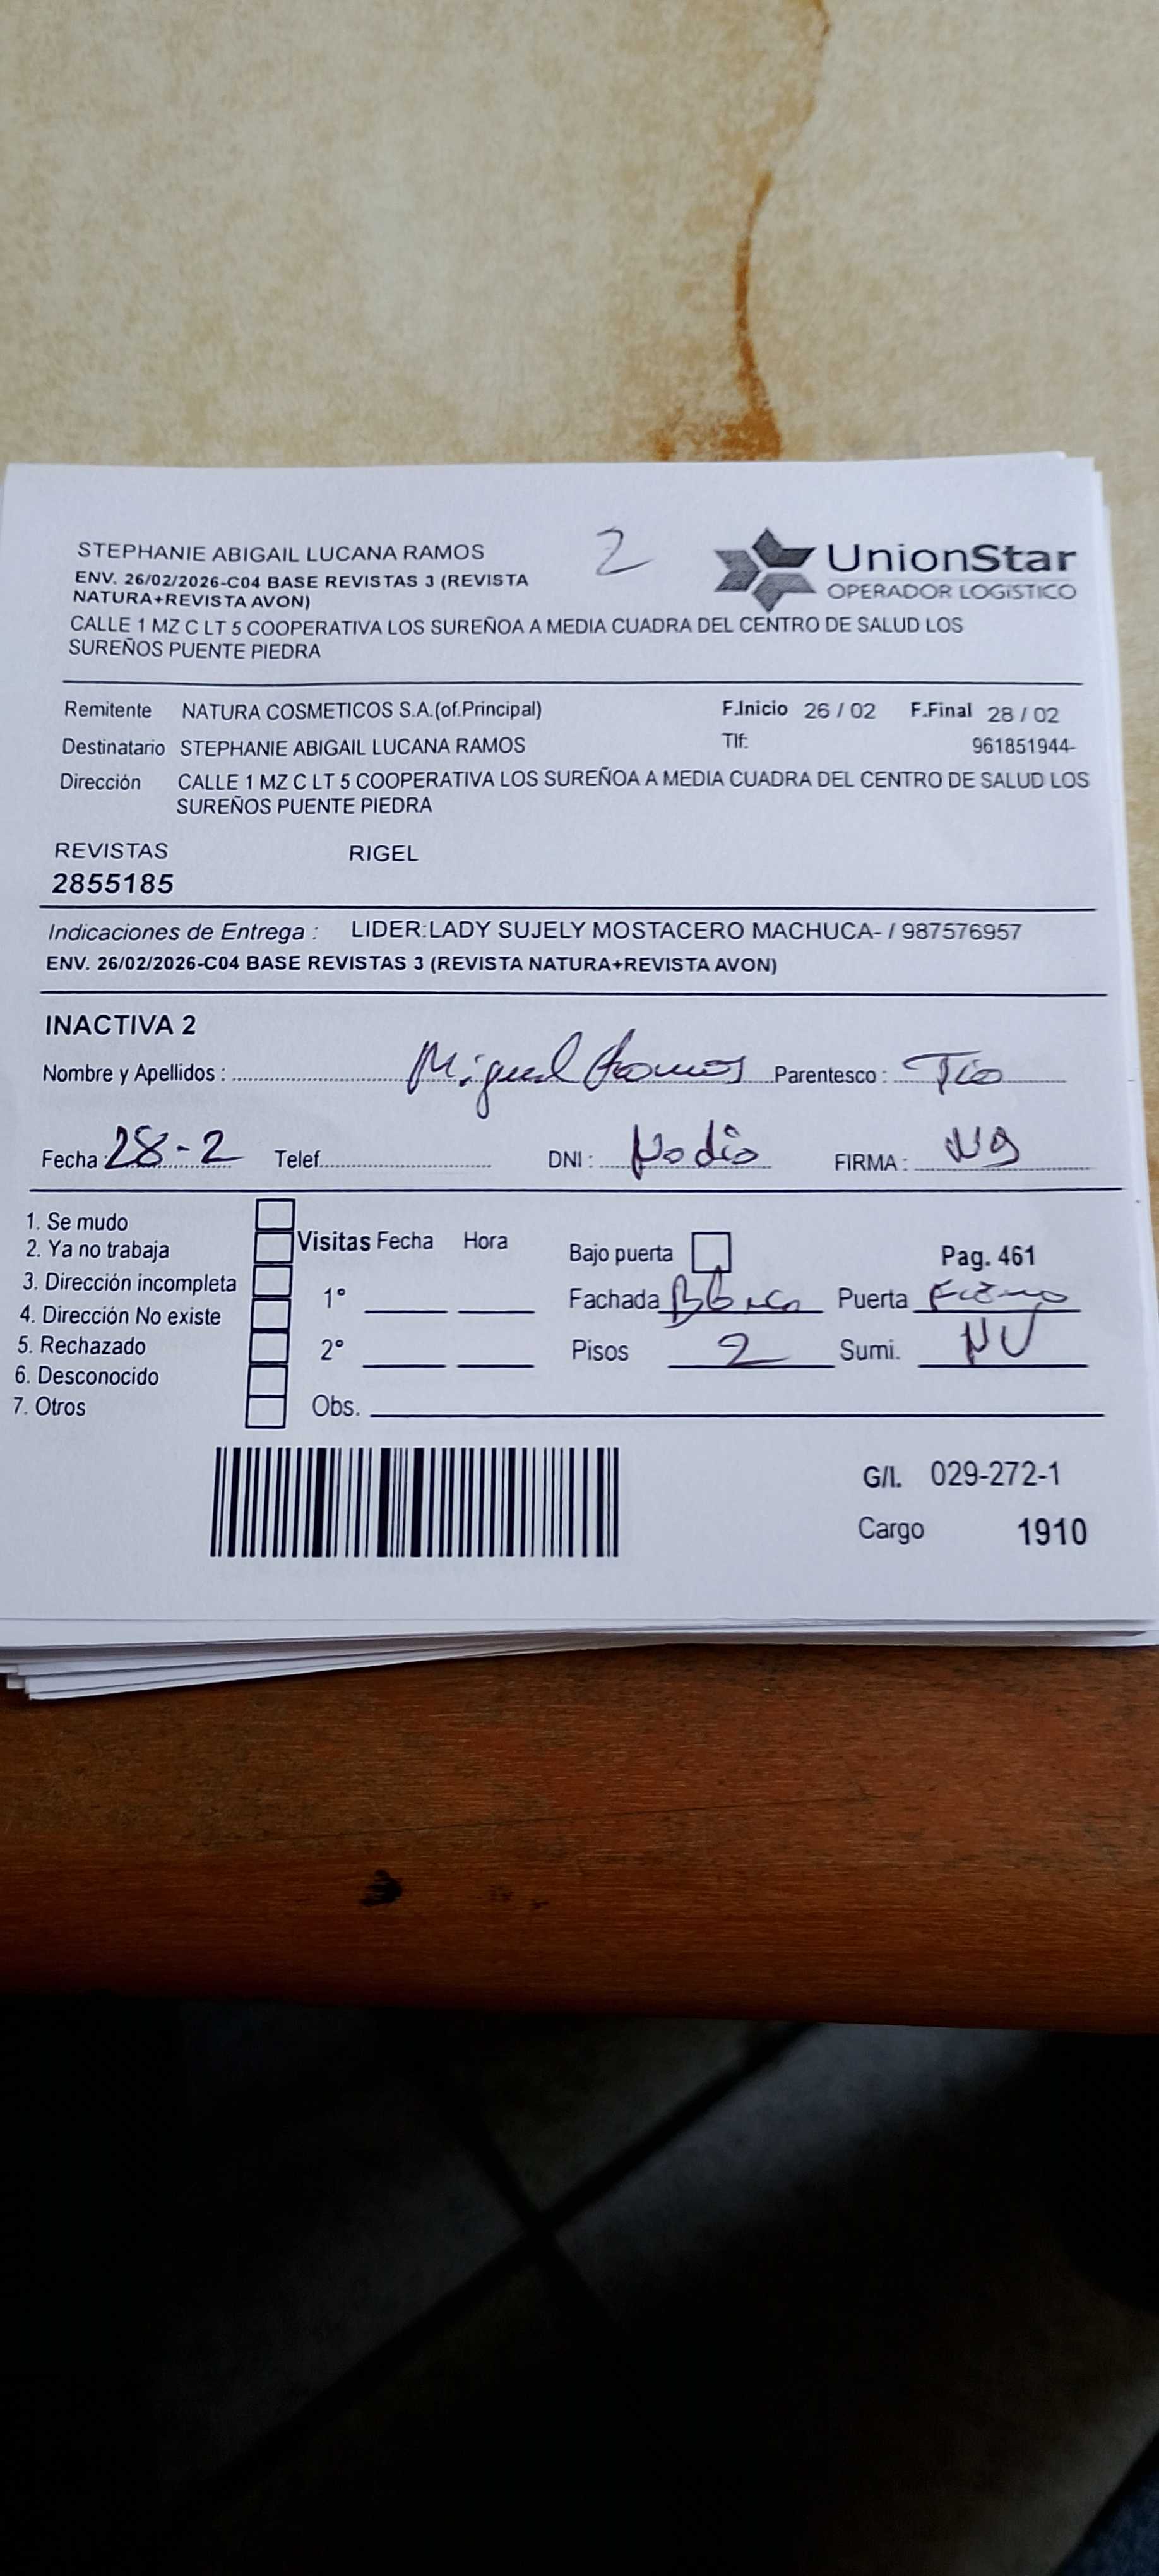 STEPHANIE ABIGAIL LUCANA RAMOS 2
UnionStar
OPERADOR LOGíSTICO
ENV. 26/02/2026-C04 BASE REVISTAS 3 (REVISTA
NATURA+REVISTA AVON)
CALLE 1 MZ C LT 5 COOPERATIVA LOS SUREÑOA A MEDIA CUADRA DEL CENTRO DE SALUD LOS
SUREÑOS PUENTE PIEDRA
Remitente NATURA COSMETICOS S.A.(of.Principal) F.Inicio 26 / 02 F.Final 28 / 02
Destinatario STEPHANIE ABIGAIL LUCANA RAMOS Tlf: 961851944-
Dirección CALLE 1 MZ C LT 5 COOPERATIVA LOS SUREÑOA A MEDIA CUADRA DEL CENTRO DE SALUD LOS
SUREÑOS PUENTE PIEDRA
REVISTAS RIGEL
2855185
Indicaciones de Entrega : LIDER:LADY SUJELY MOSTACERO MACHUCA- / 987576957
ENV. 26/02/2026-C04 BASE REVISTAS 3 (REVISTA NATURA+REVISTA AVON)
INACTIVA 2
Nombre y Apellidos : Miguel Ramos Parentesco : Tio
Fecha : 28-2 Telef. DNI : No dio FIRMA :
1. Se mudo
2. Ya no trabaja
3. Dirección incompleta
4. Dirección No existe
5. Rechazado
6. Desconocido
7. Otros
Visitas Fecha Hora
1°
2°
Obs.
Bajo puerta Pag. 461
Fachada Puerta
Pisos 2 Sumi.
G/I. 029-272-1
Cargo 1910